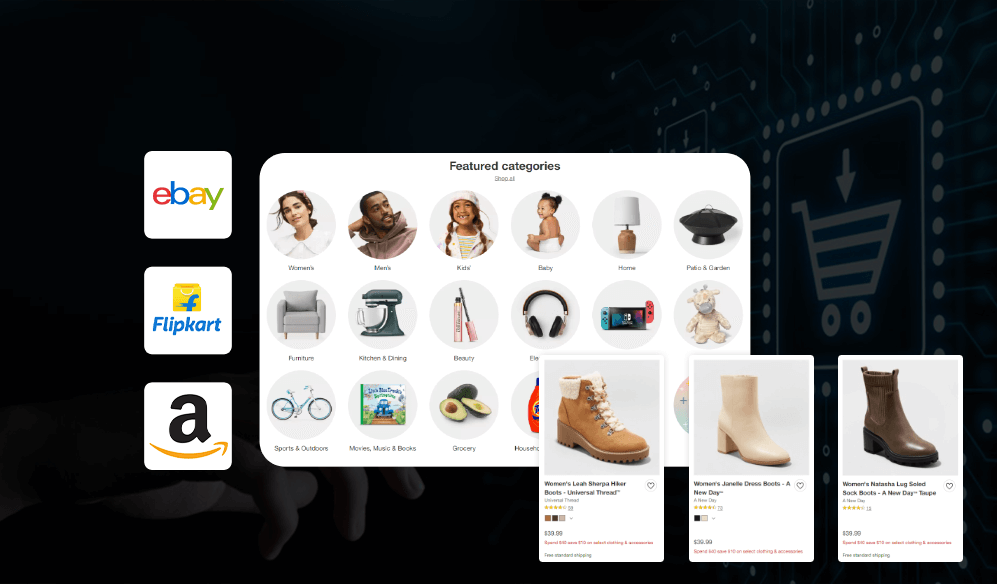 ebay
Flipkart
a
Featured categories
Shop all
Women's
Men's
Kids'
Baby
Home
Patio & Garden
Furniture
Kitchen & Dining
Beauty
Ele
Sports & Outdoors
Movies, Music & Books
Grocery
Househo
Women's Leah Sherpa Hiker
Boots - Universal Thread™
Universal Thread
$39.99
Spend $40 save $10 on select clothing & accessories
Free standard shipping
Women's Janelle Dress Boots - A
New Day™
A New Day
$39.99
Spend $40 save $10 on select clothing & accessories
Free standard shipping
Women's Natasha Lug Soled
Sock Boots - A New Day™ Taupe
A New Day
$39.99
Spend $40 save $10 on select clothing & accessories
Free standard shipping